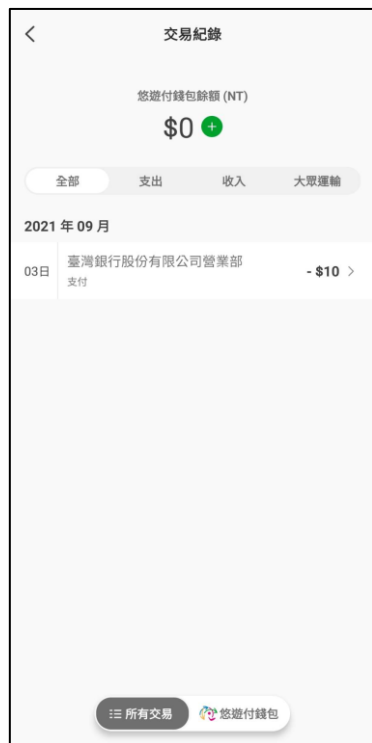 交易紀錄
悠遊付錢包餘額 (NT)
$0
全部 支出 收入 大眾運輸
2021 年 09 月
03日 臺灣銀行股份有限公司營業部 - $10
支付
所有交易 悠遊付錢包